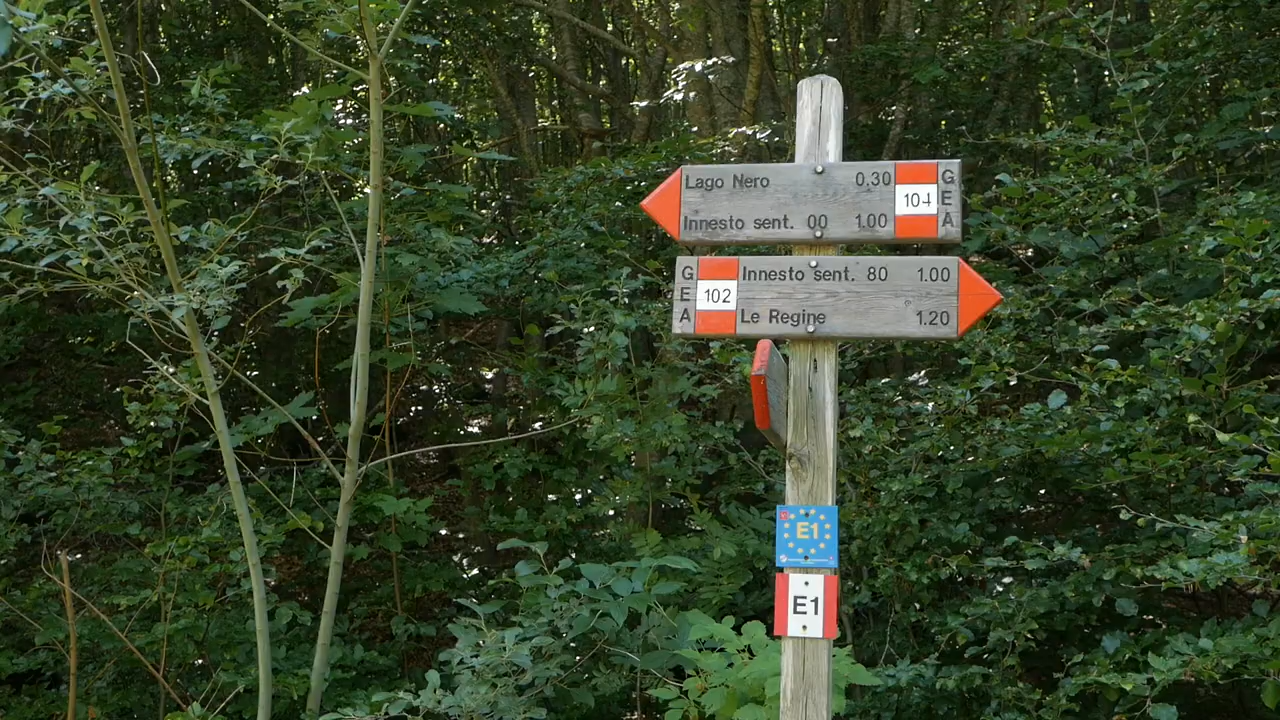 Lago Nero 0.30
Innesto sent. 00 1.00
104
GEA
GEA
102
Innesto sent. 80 1.00
Le Regine 1.20
E1
E1